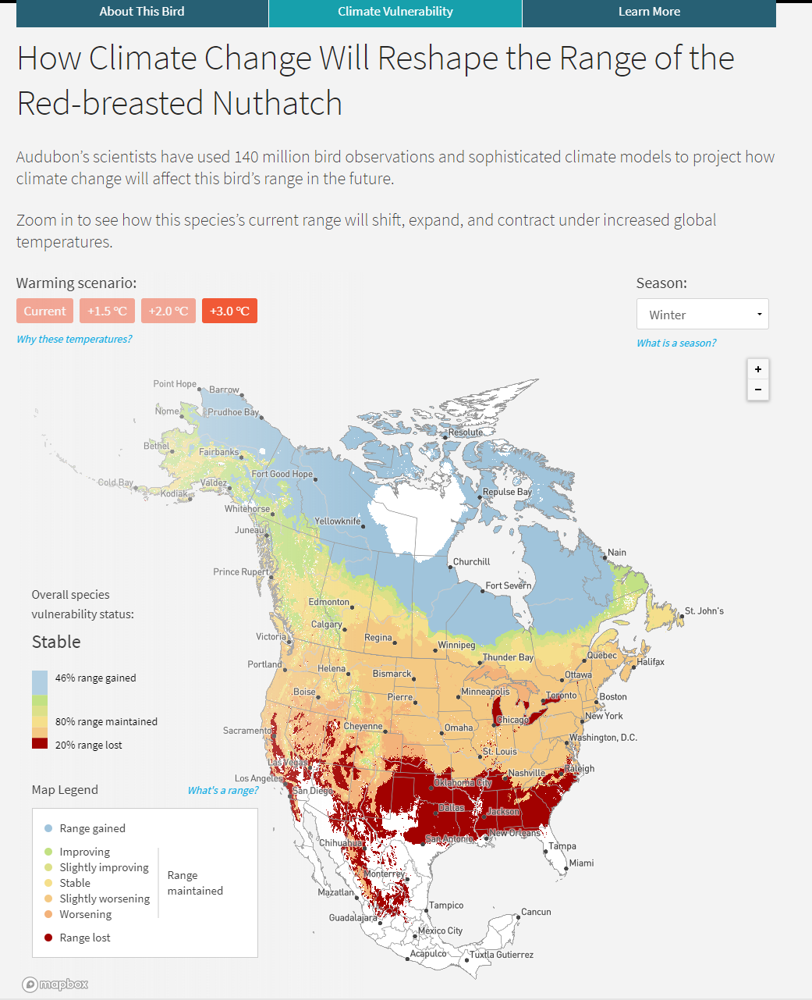 About This Bird
Climate Vulnerability
Learn More
How Climate Change Will Reshape the Range of the
Red-breasted Nuthatch
Audubon’s scientists have used 140 million bird observations and sophisticated climate models to project how
climate change will affect this bird’s range in the future.
Zoom in to see how this species’s current range will shift, expand, and contract under increased global
temperatures.
Warming scenario:
Season:
Current
+1.5 °C
+2.0 °C
+3.0 °C
Winter
Why these temperatures?
What is a season?
+
−
Point Hope
Barrow
Nome
Prudhoe Bay
Resolute
Bethel
Fairbanks
Fort Good Hope
Cold Bay
Valdez
Kodiak
Repulse Bay
Whitehorse
Yellowknife
Juneau
Nain
Churchill
Prince Rupert
Fort Severn
Edmonton
St. John's
Calgary
Victoria
Regina
Winnipeg
Thunder Bay
Quebec
Halifax
Portland
Helena
Bismarck
Ottawa
Boise
Pierre
Minneapolis
Toronto
Boston
Chicago
New York
Sacramento
Cheyenne
Omaha
Washington, D.C.
St. Louis
Las Vegas
Nashville
Raleigh
Los Angeles
Oklahoma City
San Diego
Dallas
Jackson
San Antonio
New Orleans
Chihuahua
Tampa
Miami
Monterrey
Mazatlan
Tampico
Guadalajara
Cancun
Mexico City
Acapulco
Tuxtla Gutierrez
Overall species
vulnerability status:
Stable
46% range gained
80% range maintained
20% range lost
Map Legend
What's a range?
Range gained
Improving
Slightly improving
Stable
Slightly worsening
Worsening
Range
maintained
Range lost
mapbox